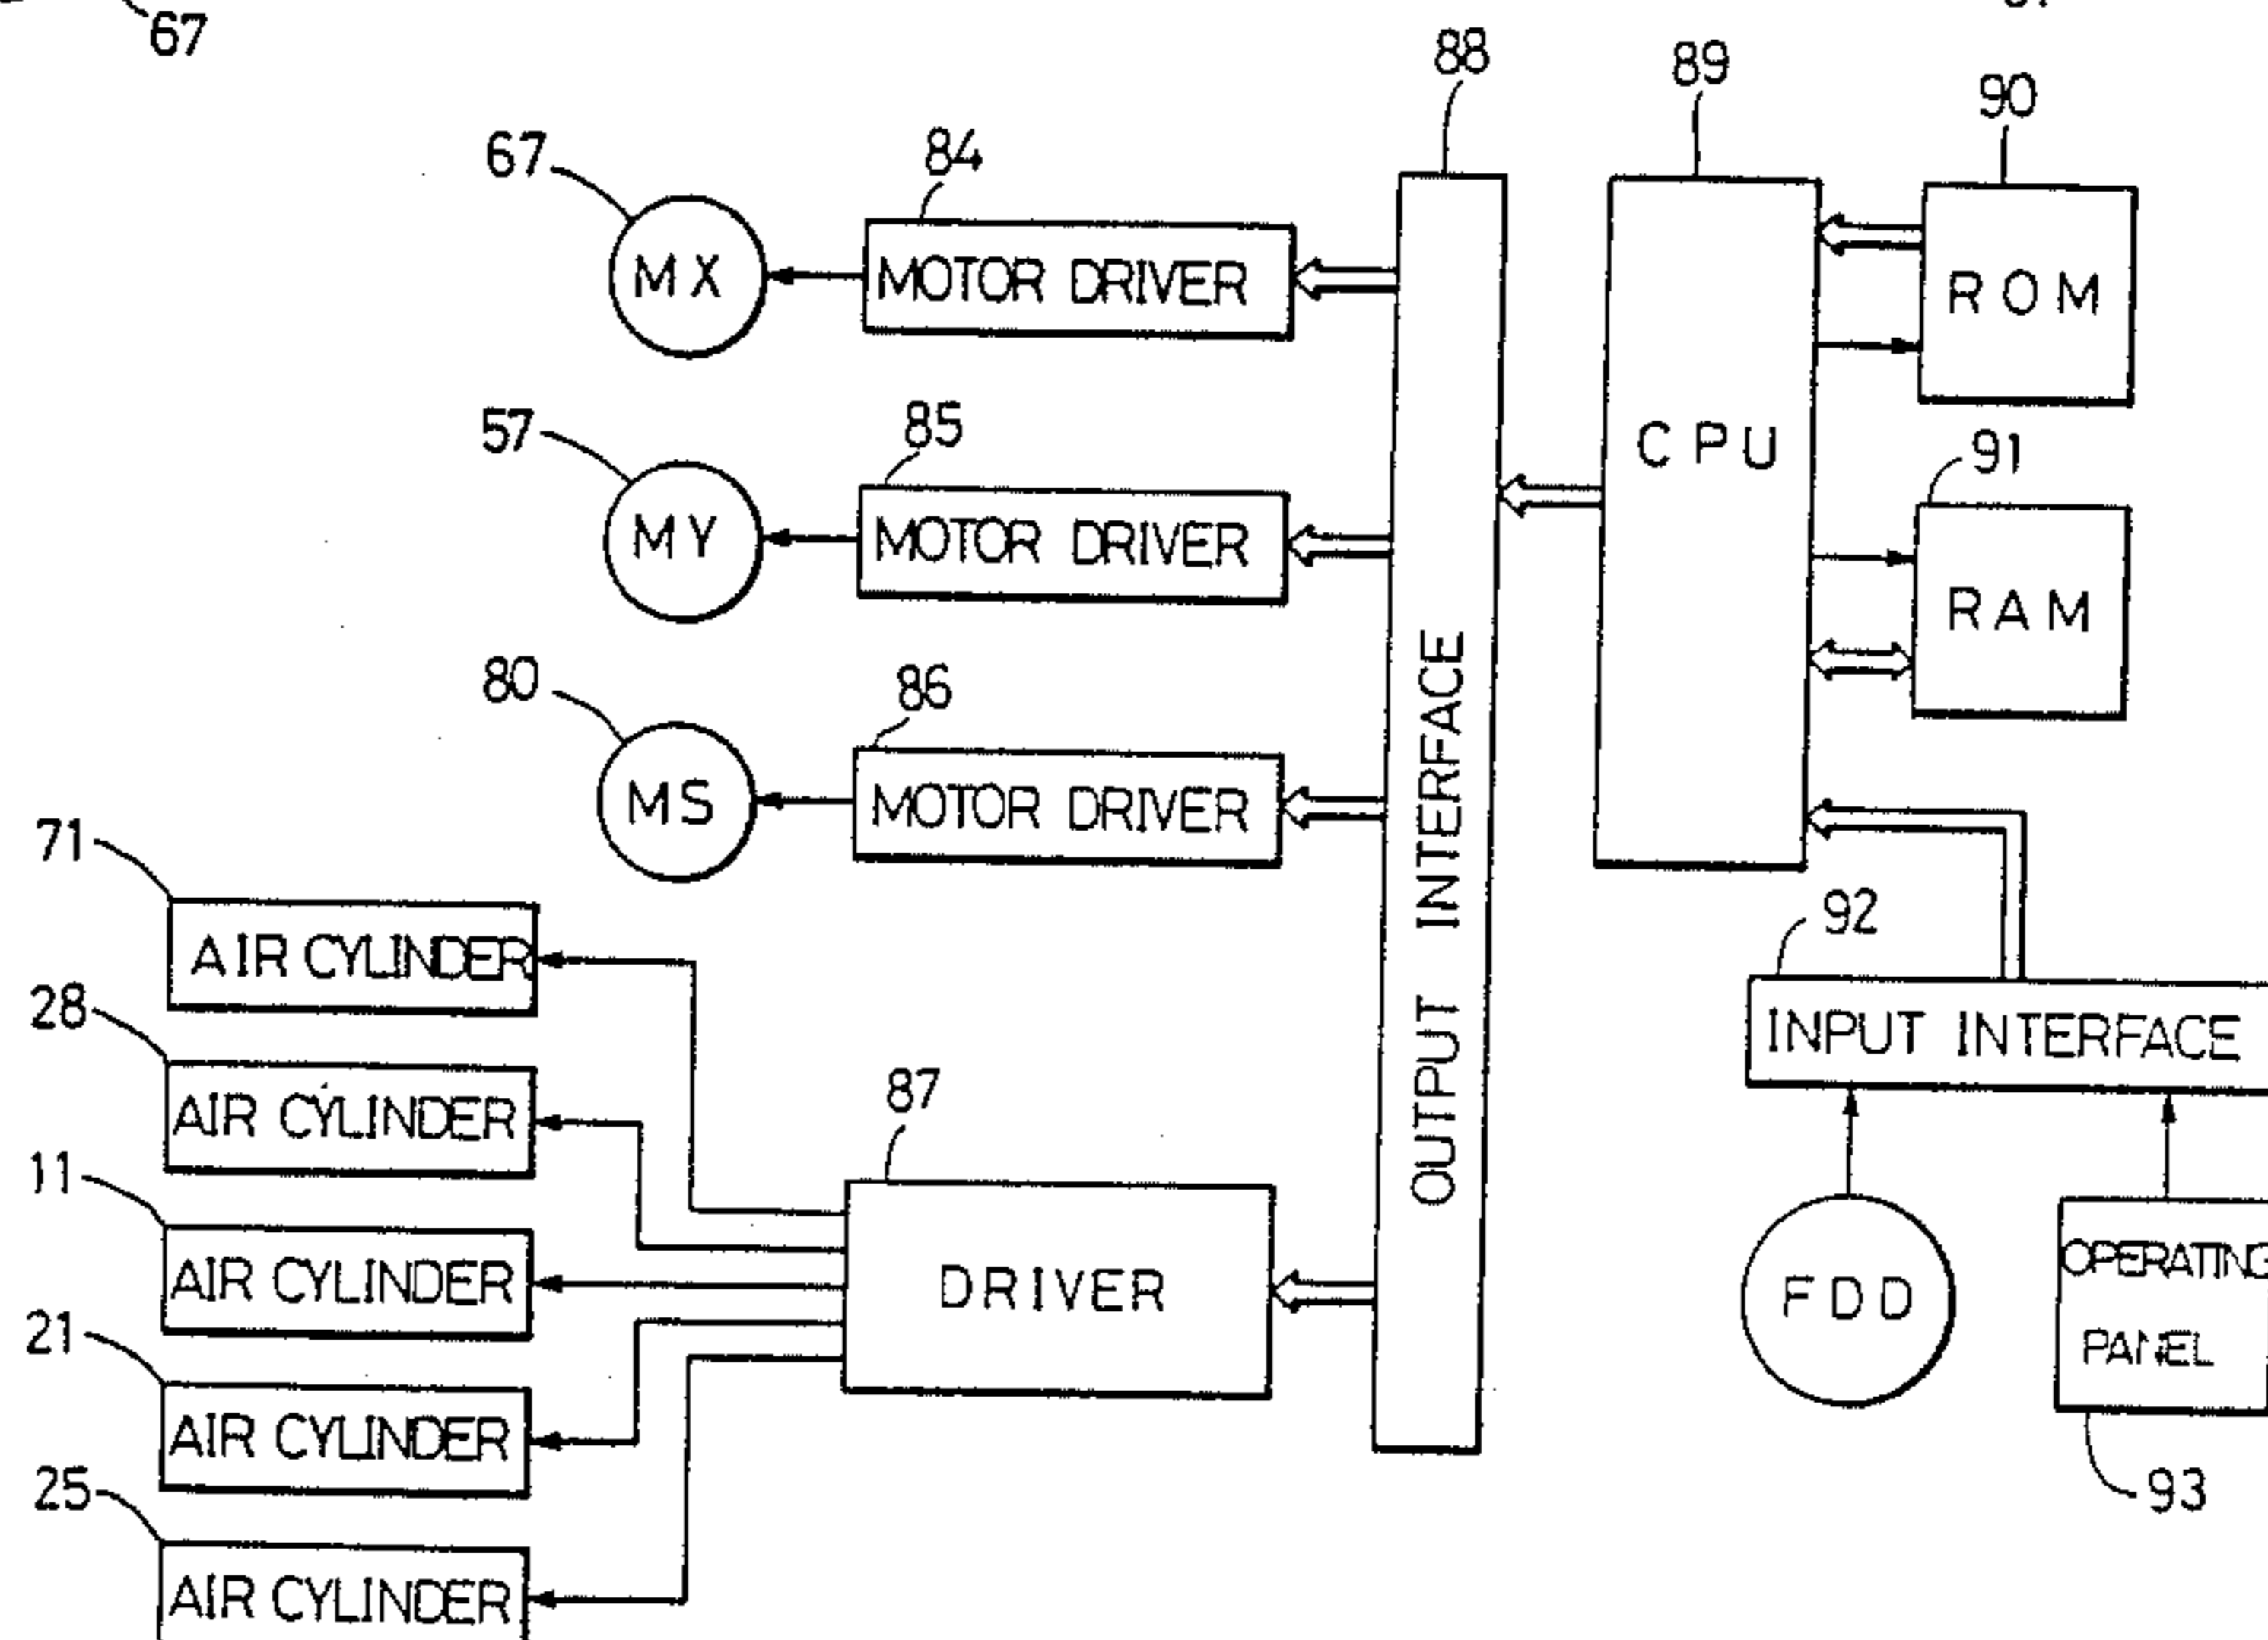 67
88
89
90
67
84
MX
MOTOR DRIVER
ROM
57
85
CPU
91
MY
MOTOR DRIVER
RAM
80
86
MS
MOTOR DRIVER
OUTPUT INTERFACE
71
AIR CYLINDER
92
28
INPUT INTERFACE
AIR CYLINDER
87
11
AIR CYLINDER
DRIVER
FDD
OPERATING
PANEL
21
AIR CYLINDER
25
93
AIR CYLINDER